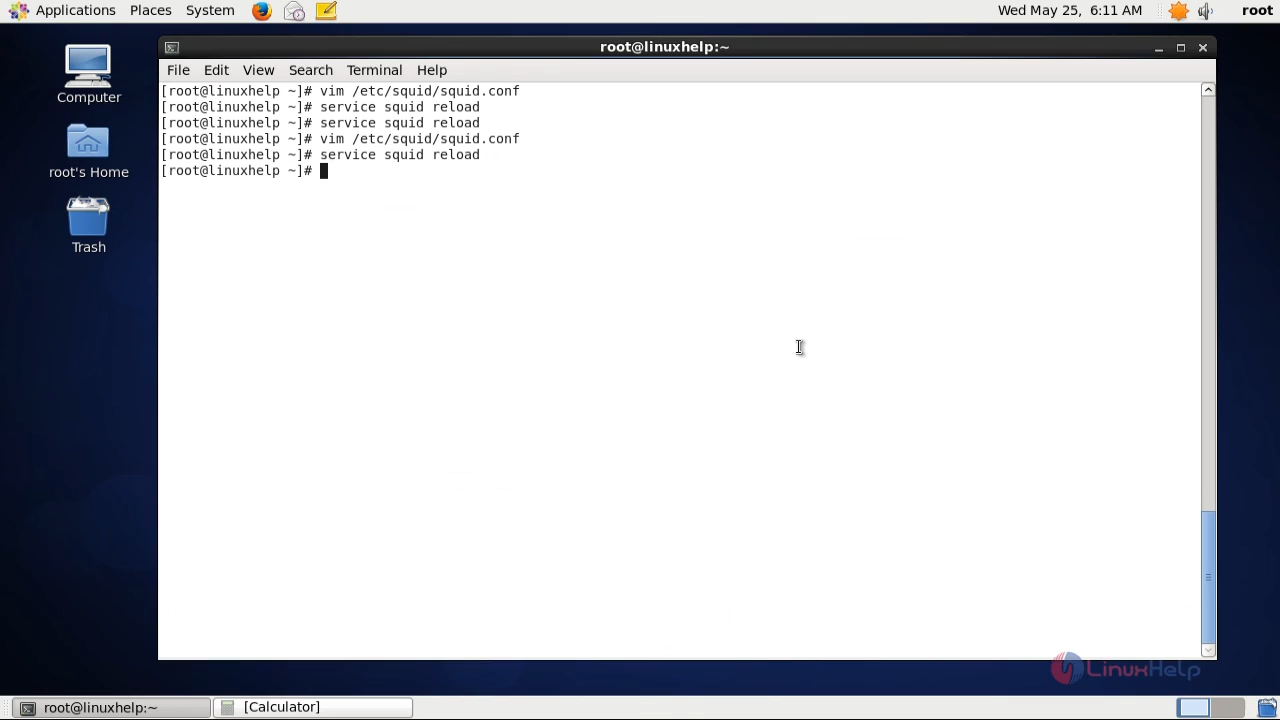 Applications Places System Wed May 25, 6:11 AM root
root@linuxhelp:~
File Edit View Search Terminal Help
[root@linuxhelp ~]# vim /etc/squid/squid.conf
[root@linuxhelp ~]# service squid reload
[root@linuxhelp ~]# service squid reload
[root@linuxhelp ~]# vim /etc/squid/squid.conf
[root@linuxhelp ~]# service squid reload
[root@linuxhelp ~]#
Computer
root's Home
Trash
LinuxHelp
root@linuxhelp:~ [Calculator]